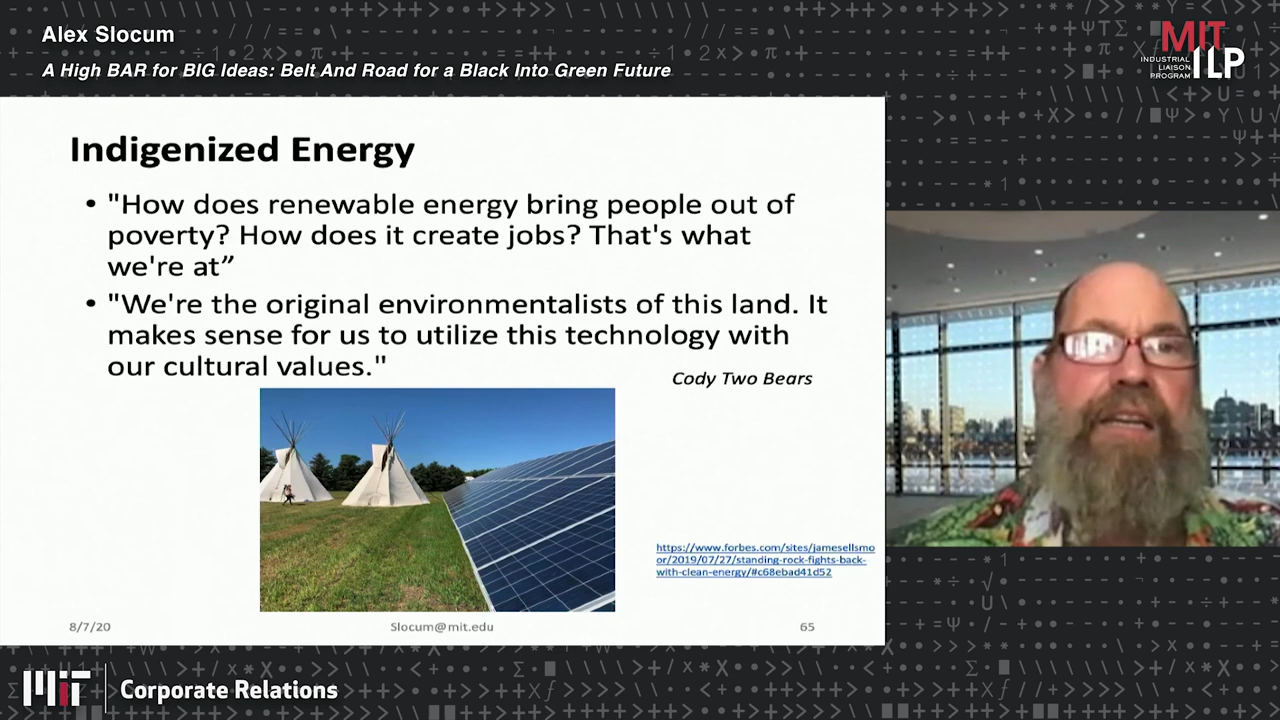 Alex Slocum
A High BAR for BIG Ideas: Belt And Road for a Black Into Green Future
MIT
INDUSTRIAL
LIAISON
PROGRAM
ILP
Indigenized Energy
• "How does renewable energy bring people out of
poverty? How does it create jobs? That's what
we're at”
• "We're the original environmentalists of this land. It
makes sense for us to utilize this technology with
our cultural values."
Cody Two Bears
https://www.forbes.com/sites/jamesellsmo
or/2019/07/27/standing-rock-fights-back-
with-clean-energy/#c68ebad41d52
8/7/20
Slocum@mit.edu
65
MIT
Corporate Relations